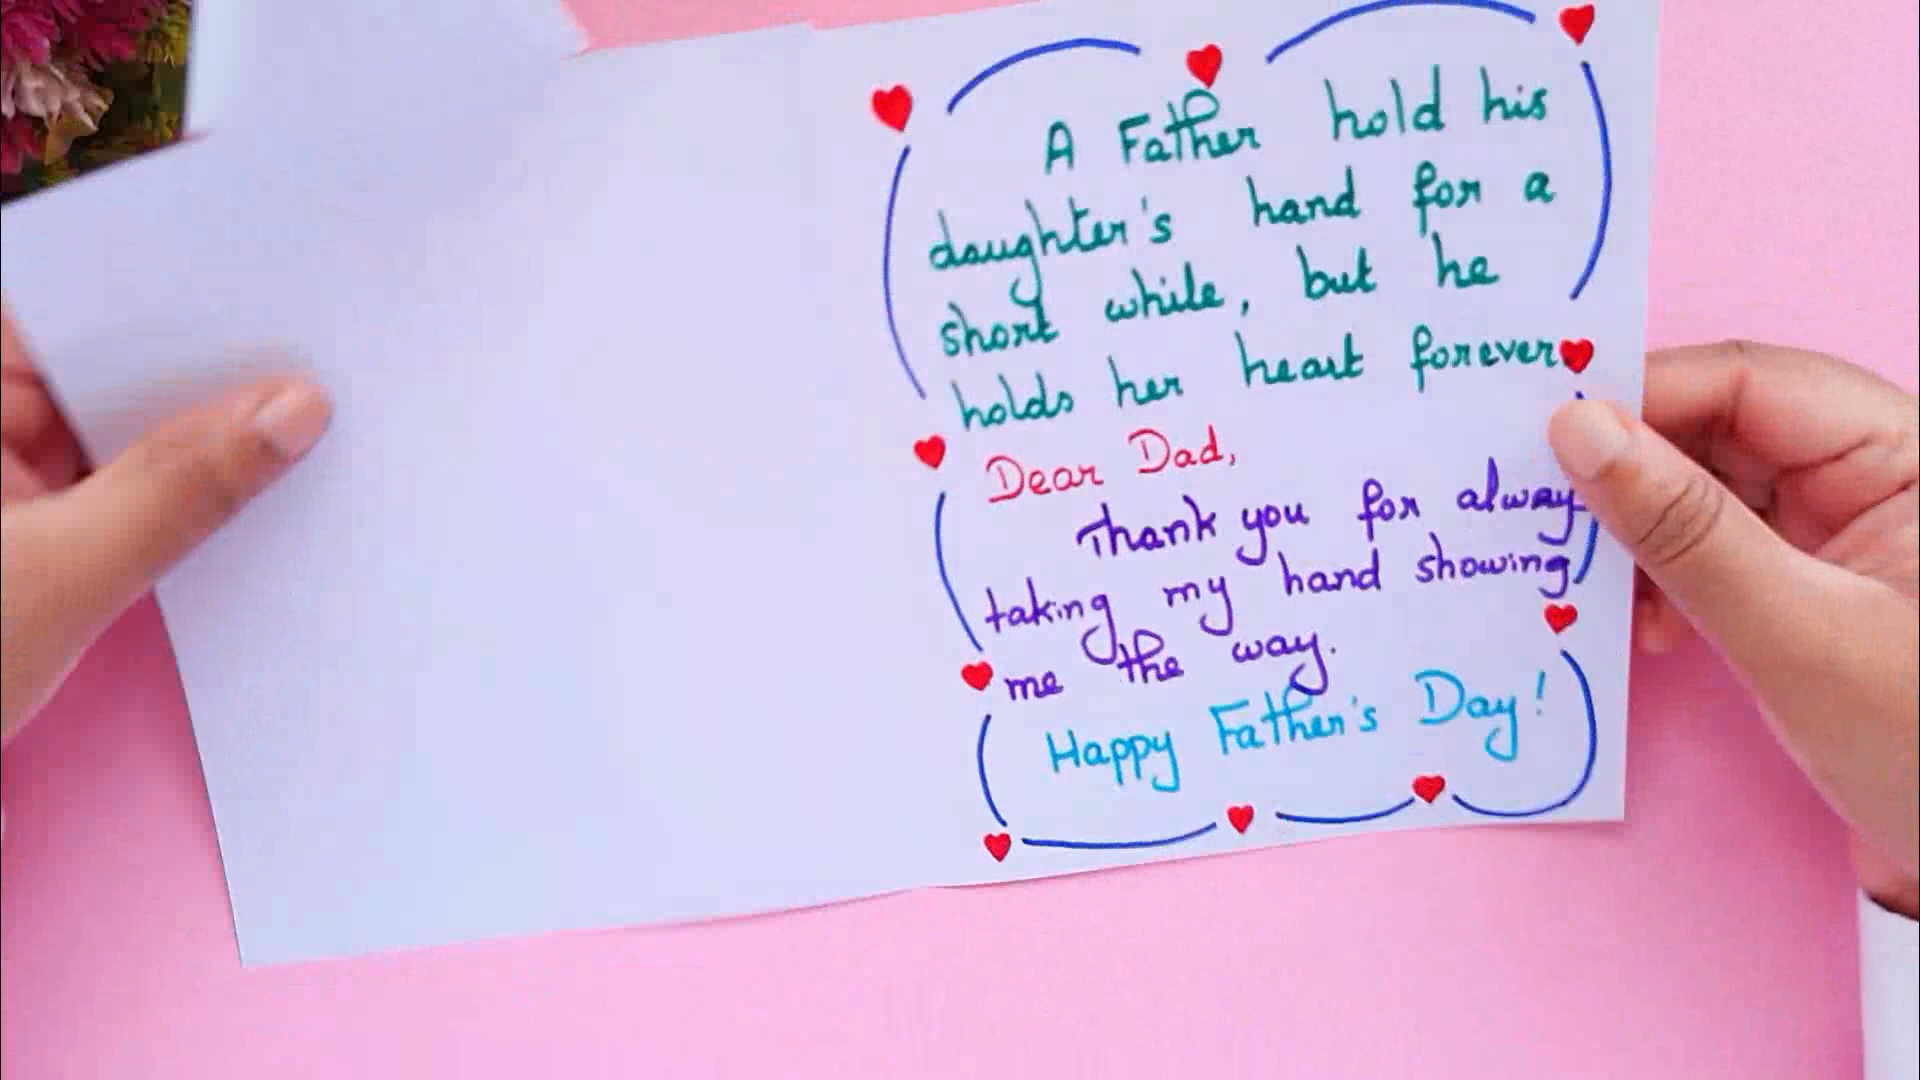 A Father hold his
daughter's hand for a
short while, but he
holds her heart forever
Dear Dad,
Thank you for alway
taking my hand showing
me the way.
Happy Father's Day!